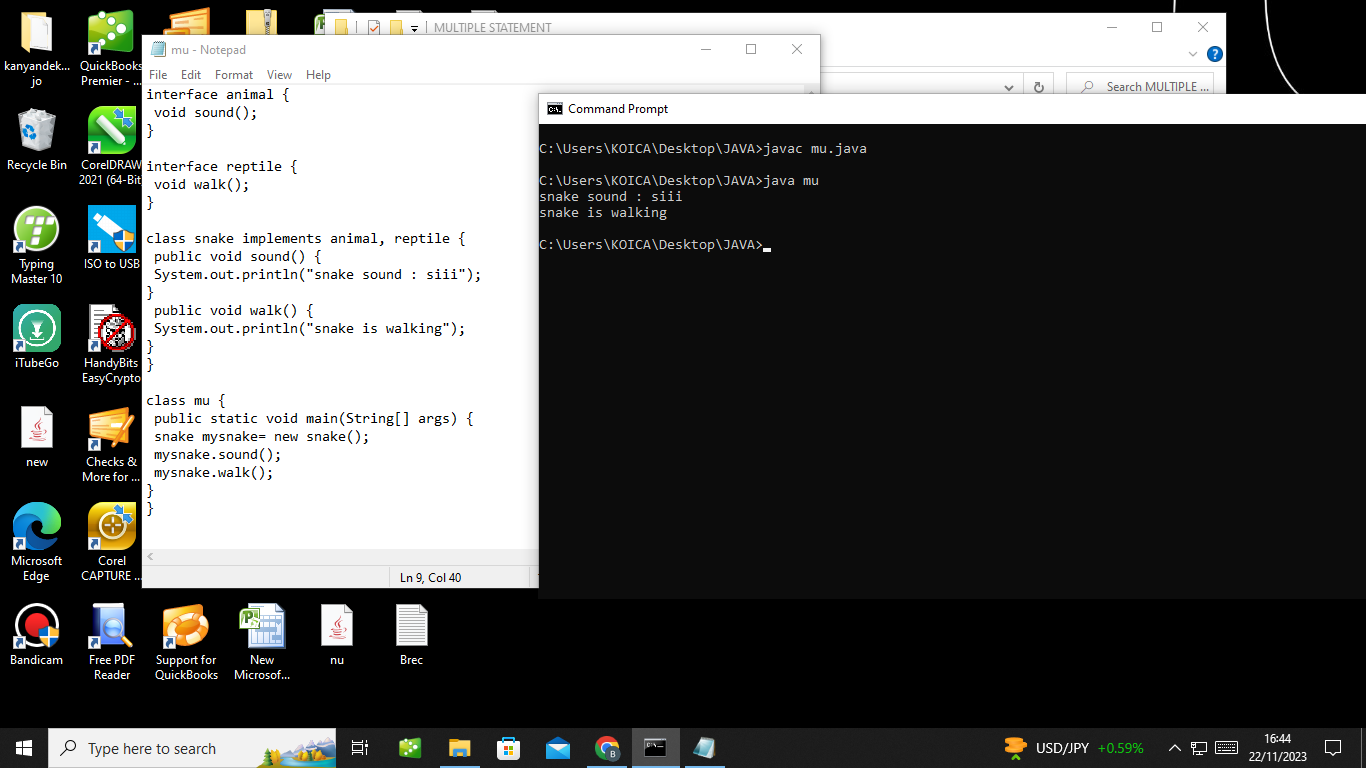 kanyandek...
jo
QuickBooks
Premier - ...
Recycle Bin
CorelDRAW
2021 (64-Bit
Typing
Master 10
ISO to USB
iTubeGo
HandyBits
EasyCrypto
new
Checks &
More for ...
Microsoft
Edge
Corel
CAPTURE ...
Bandicam
Free PDF
Reader
Support for
QuickBooks
New
Microsof...
nu
Brec
MULTIPLE STATEMENT
Search MULTIPLE ...
mu - Notepad
File Edit Format View Help
interface animal {
void sound();
}
interface reptile {
void walk();
}
class snake implements animal, reptile {
public void sound() {
System.out.println("snake sound : siii");
}
public void walk() {
System.out.println("snake is walking");
}
}
class mu {
public static void main(String[] args) {
snake mysnake= new snake();
mysnake.sound();
mysnake.walk();
}
}
Ln 9, Col 40
Command Prompt
C:\Users\KOICA\Desktop\JAVA>javac mu.java
C:\Users\KOICA\Desktop\JAVA>java mu
snake sound : siii
snake is walking
C:\Users\KOICA\Desktop\JAVA>
Type here to search
USD/JPY +0.59%
16:44
22/11/2023